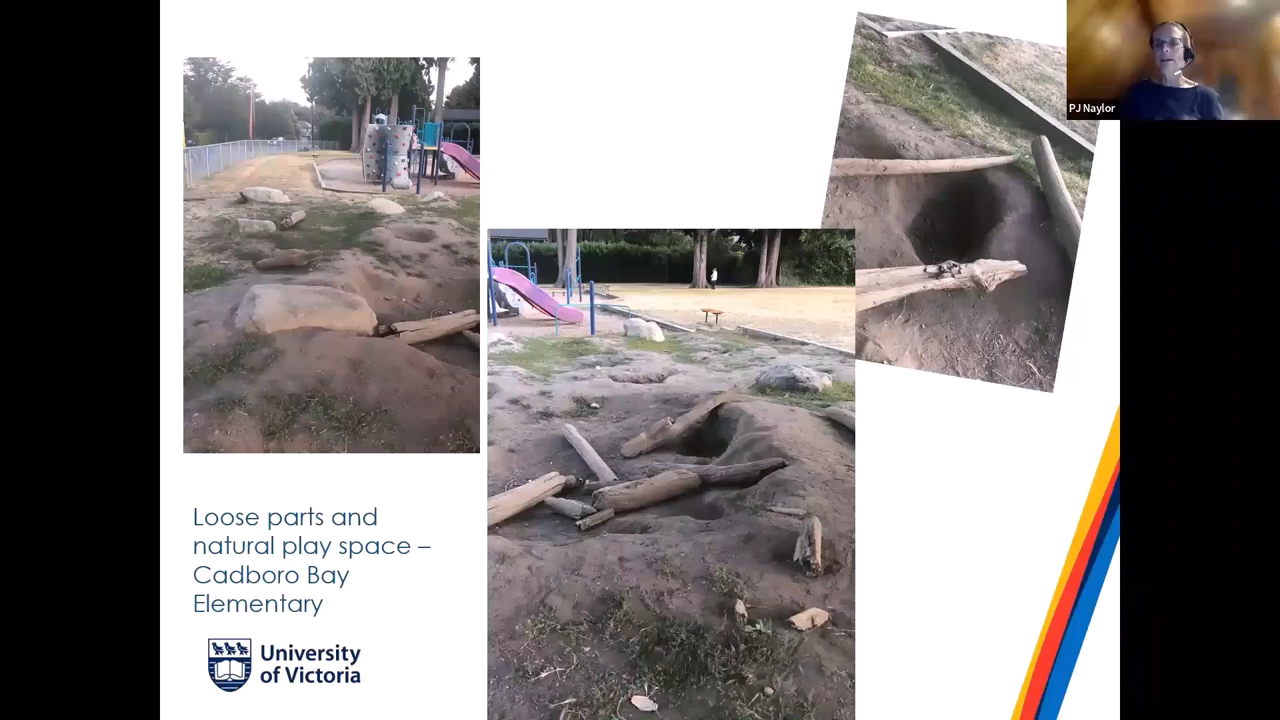 PJ Naylor
Loose parts and
natural play space –
Cadboro Bay
Elementary
University
of Victoria